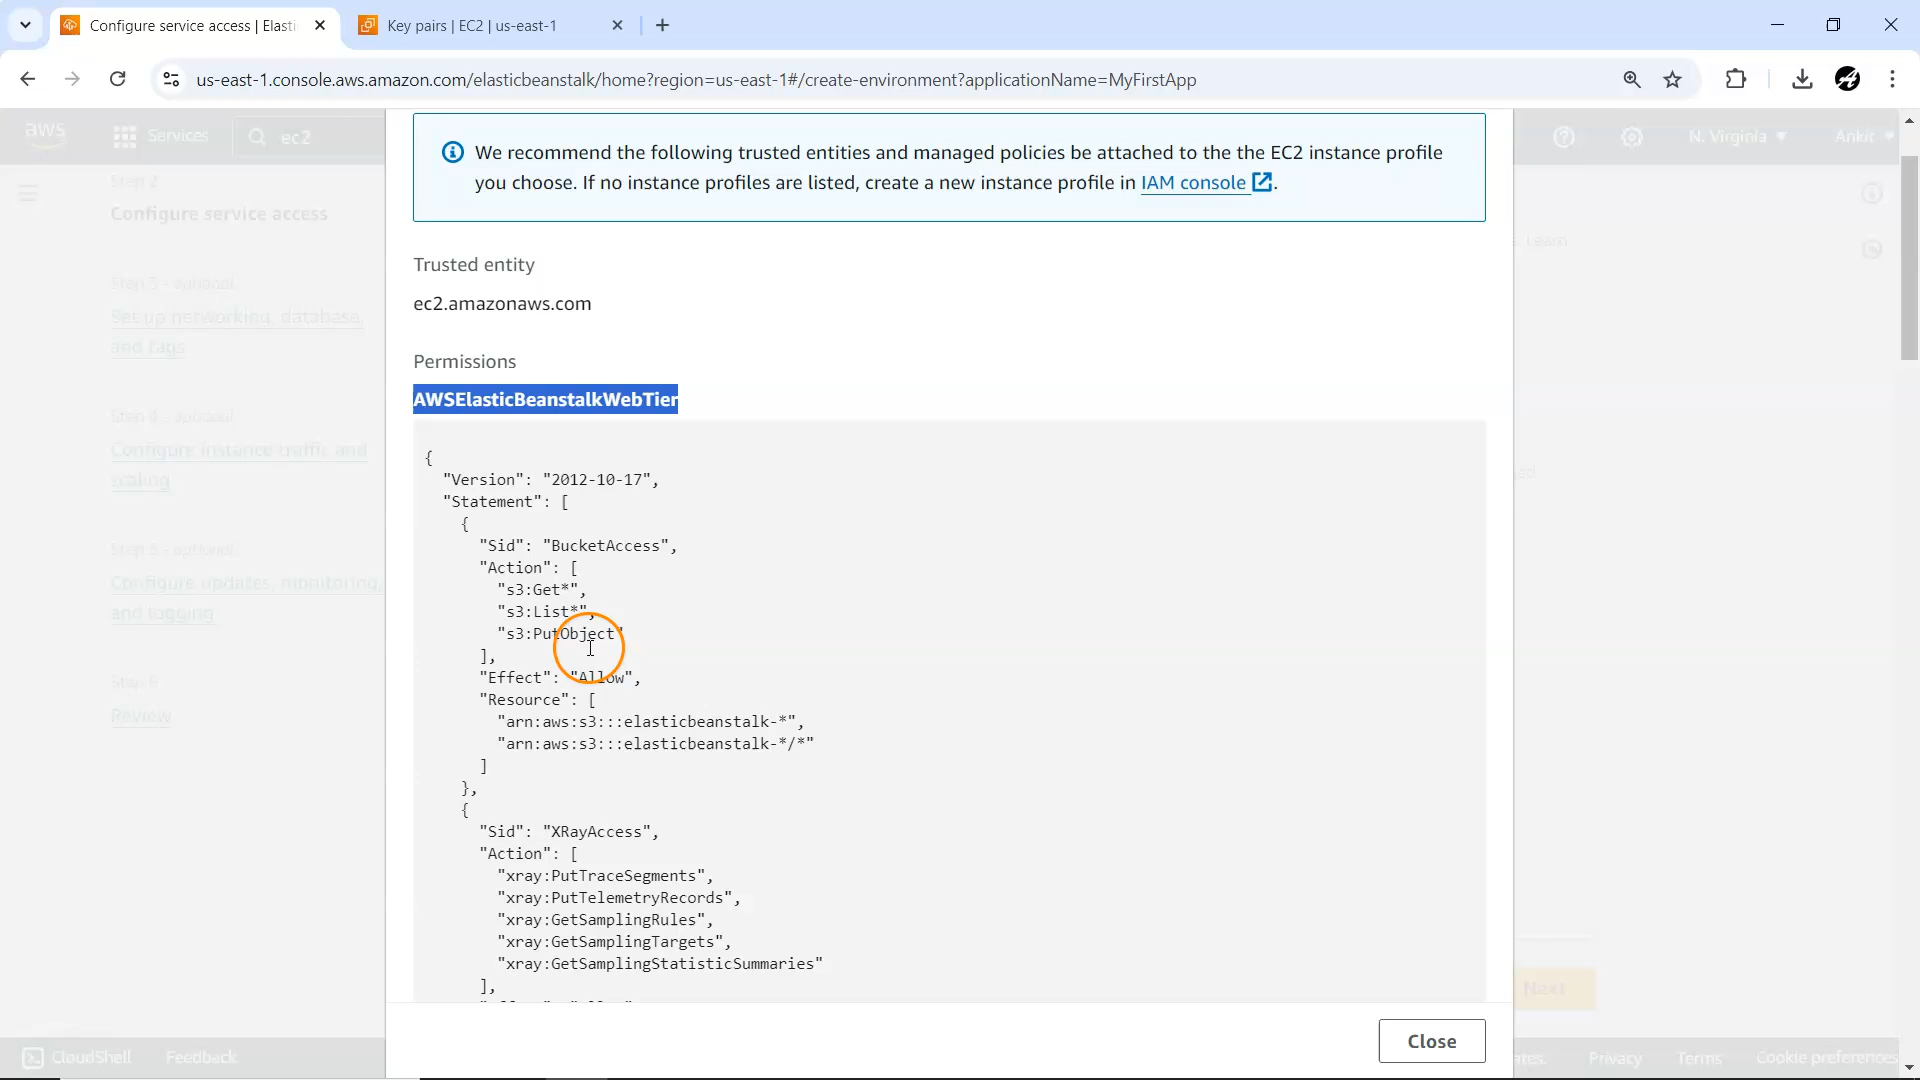 Configure service access | Elasti
Key pairs | EC2 | us-east-1
us-east-1.console.aws.amazon.com/elasticbeanstalk/home?region=us-east-1#/create-environment?applicationName=MyFirstApp
aws
Services
ec2
N. Virginia
Ankit
Step 2
Configure service access
Step 3 - optional
Set up networking, database,
and tags
Step 4 - optional
Configure instance traffic and
scaling
Step 5 - optional
Configure updates, monitoring,
and logging
Step 6
Review
We recommend the following trusted entities and managed policies be attached to the the EC2 instance profile
you choose. If no instance profiles are listed, create a new instance profile in IAM console.
Learn
Trusted entity
ec2.amazonaws.com
Permissions
AWSElasticBeanstalkWebTier
{
"Version": "2012-10-17",
"Statement": [
{
"Sid": "BucketAccess",
"Action": [
"s3:Get*",
"s3:List*",
"s3:PutObject"
],
"Effect": "Allow",
"Resource": [
"arn:aws:s3:::elasticbeanstalk-*",
"arn:aws:s3:::elasticbeanstalk-*/*"
]
},
{
"Sid": "XRayAccess",
"Action": [
"xray:PutTraceSegments",
"xray:PutTelemetryRecords",
"xray:GetSamplingRules",
"xray:GetSamplingTargets",
"xray:GetSamplingStatisticSummaries"
],
Next
Close
CloudShell
Feedback
Privacy
Terms
Cookie preferences